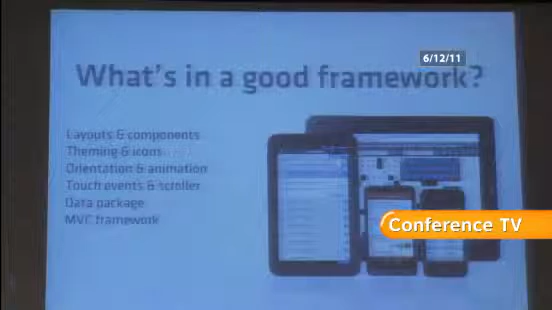 6/12/11
What's in a good framework?
Layouts & components
Theming & icons
Orientation & animation
Touch events & scroller
Data package
MVC framework
Conference TV